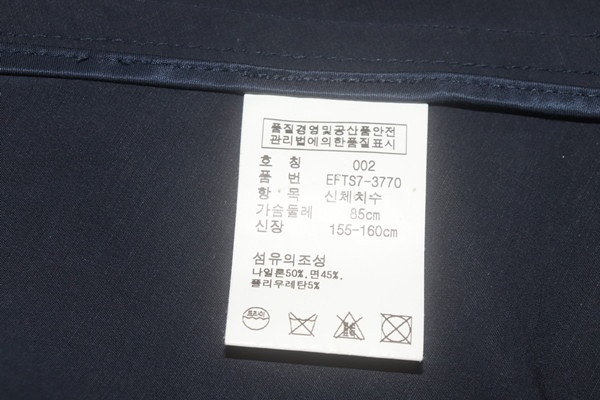 품질경영및공산품안전
관리법에의한품질표시
호 칭 002
품 번 EFTS7-3770
항 목 신체치수
가슴둘레 85cm
신장 155-160cm
섬유의조성
나일론50%, 면45%,
폴리우레탄5%